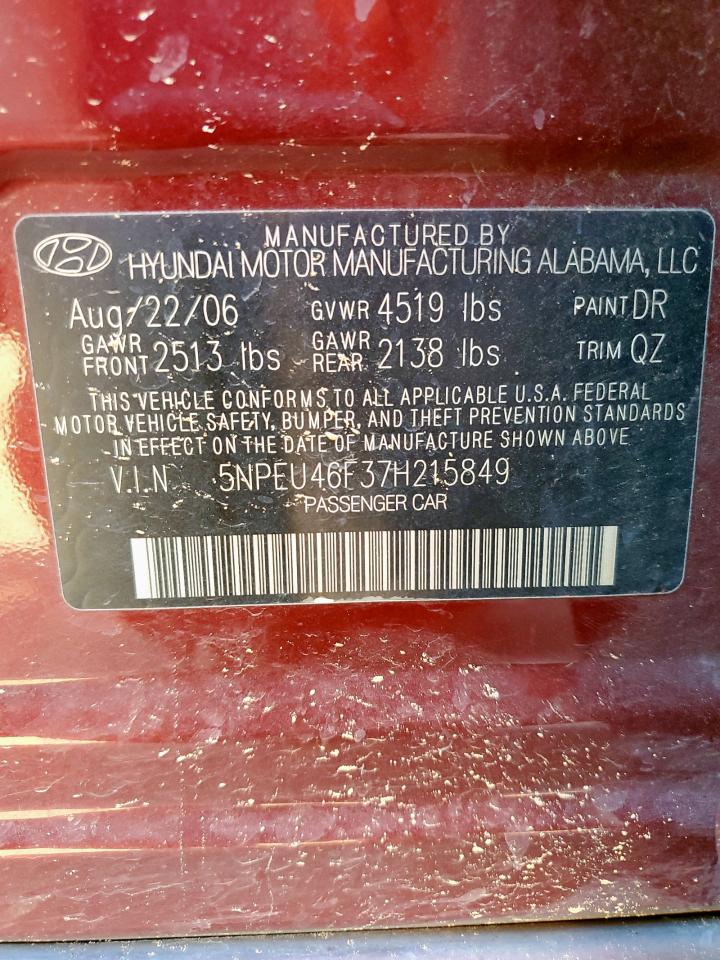 MANUFACTURED BY
HYUNDAI MOTOR MANUFACTURING ALABAMA, LLC
Aug/22/06 GVWR 4519 lbs PAINT DR
GAWR FRONT 2513 lbs GAWR REAR 2138 lbs TRIM QZ
THIS VEHICLE CONFORMS TO ALL APPLICABLE U.S.A. FEDERAL
MOTOR VEHICLE SAFETY, BUMPER, AND THEFT PREVENTION STANDARDS
IN EFFECT ON THE DATE OF MANUFACTURE SHOWN ABOVE
V.I.N 5NPEU46F37H215849
PASSENGER CAR